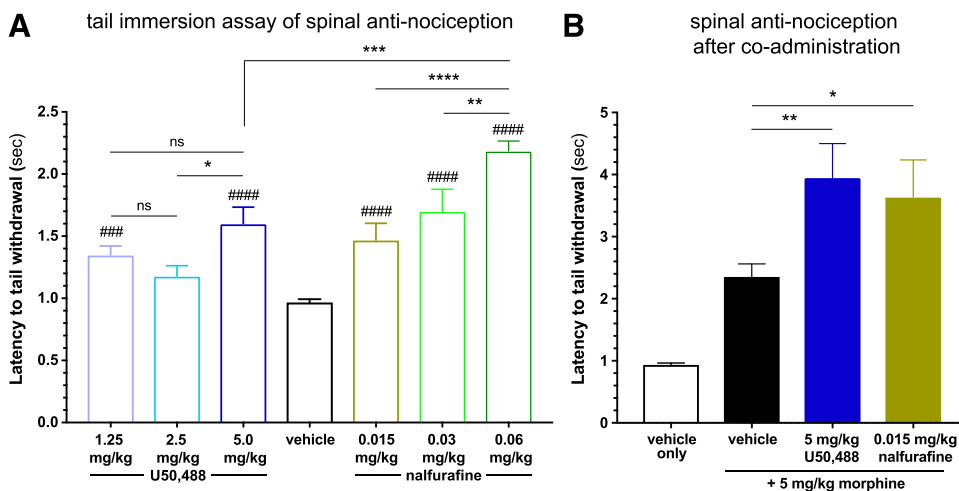 A
tail immersion assay of spinal anti-nociception
***
****
**
ns
*
ns
###
####
####
####
####
Latency to tail withdrawal (sec)
2.5
2.0
1.5
1.0
0.5
0.0
1.25 2.5 5.0 vehicle 0.015 0.03 0.06
mg/kg mg/kg mg/kg mg/kg mg/kg mg/kg
U50,488 nalfurafine
B
spinal anti-nociception
after co-administration
*
**
Latency to tail withdrawal (sec)
5
4
3
2
1
0
vehicle vehicle 5 mg/kg 0.015 mg/kg
only U50,488 nalfurafine
+ 5 mg/kg morphine